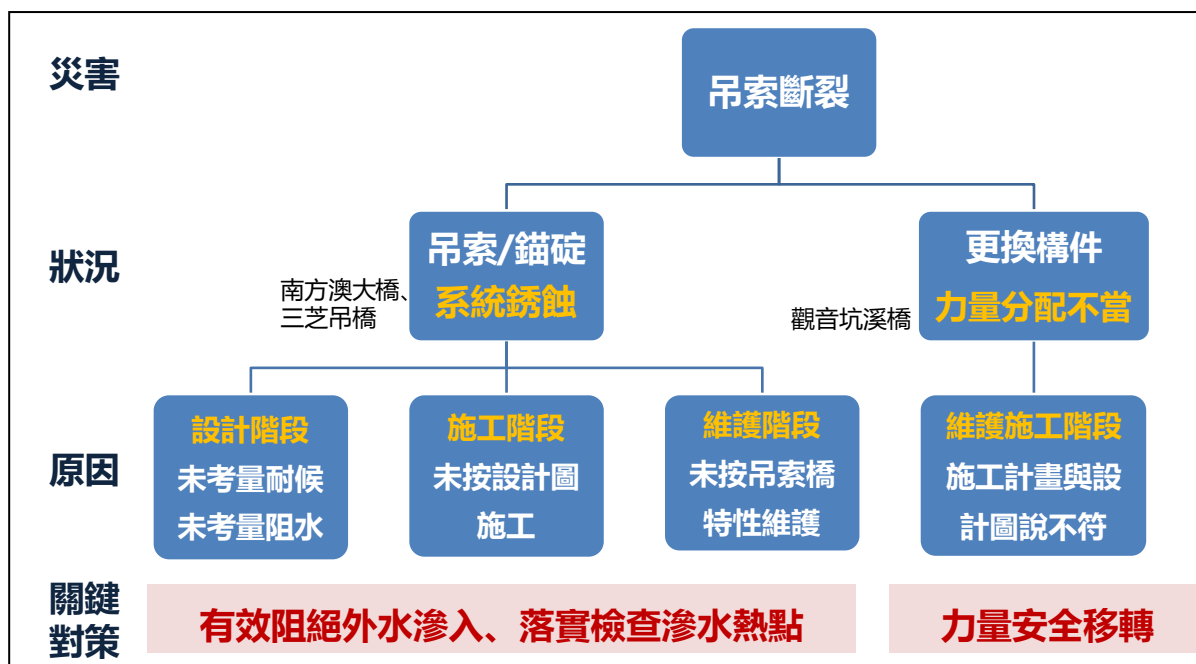 災害
吊索斷裂
狀況
南方澳大橋、
三芝吊橋
吊索/錨碇
系統銹蝕
觀音坑溪橋
更換構件
力量分配不當
原因
設計階段
未考量耐候
未考量阻水
施工階段
未按設計圖
施工
維護階段
未按吊索橋
特性維護
維護施工階段
施工計畫與設
計圖說不符
關鍵
對策
有效阻絕外水滲入、落實檢查滲水熱點
力量安全移轉